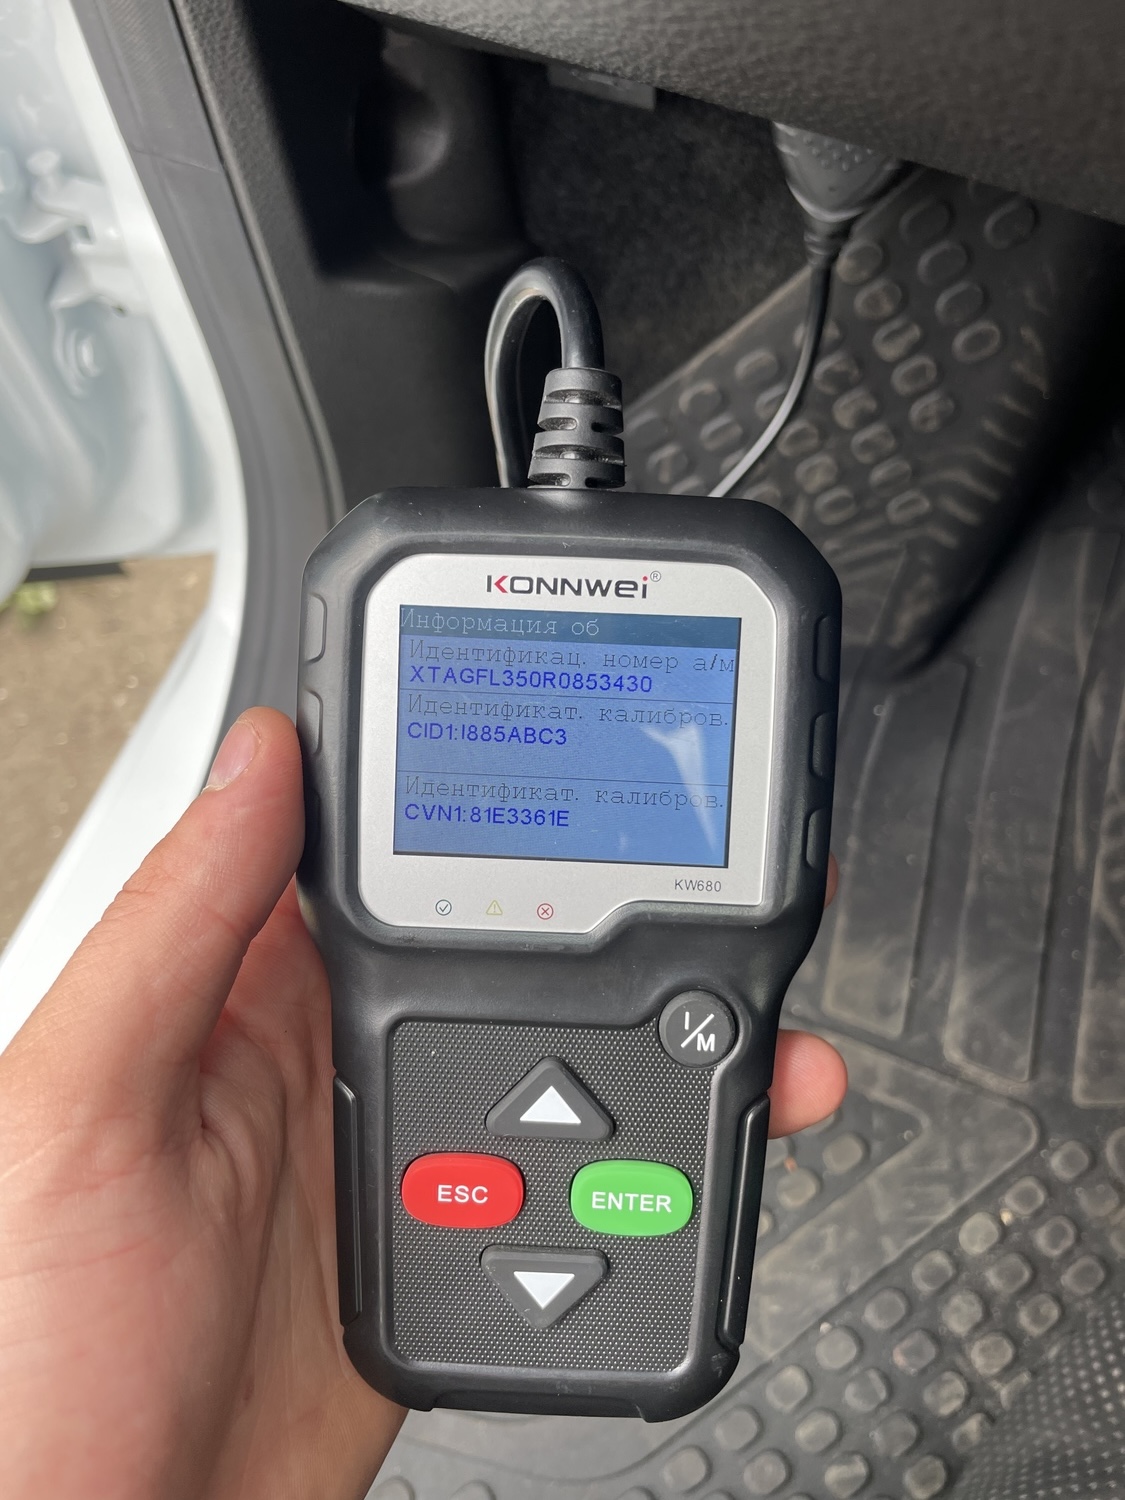 KONNWEI®
Информация об
Идентификац. номер а/м
XTAGFL350R0853430
Идентификат. калибров.
CID1:I885ABC3
Идентификат. калибров.
CVN1:81E3361E
KW680
I/M
ESC
ENTER